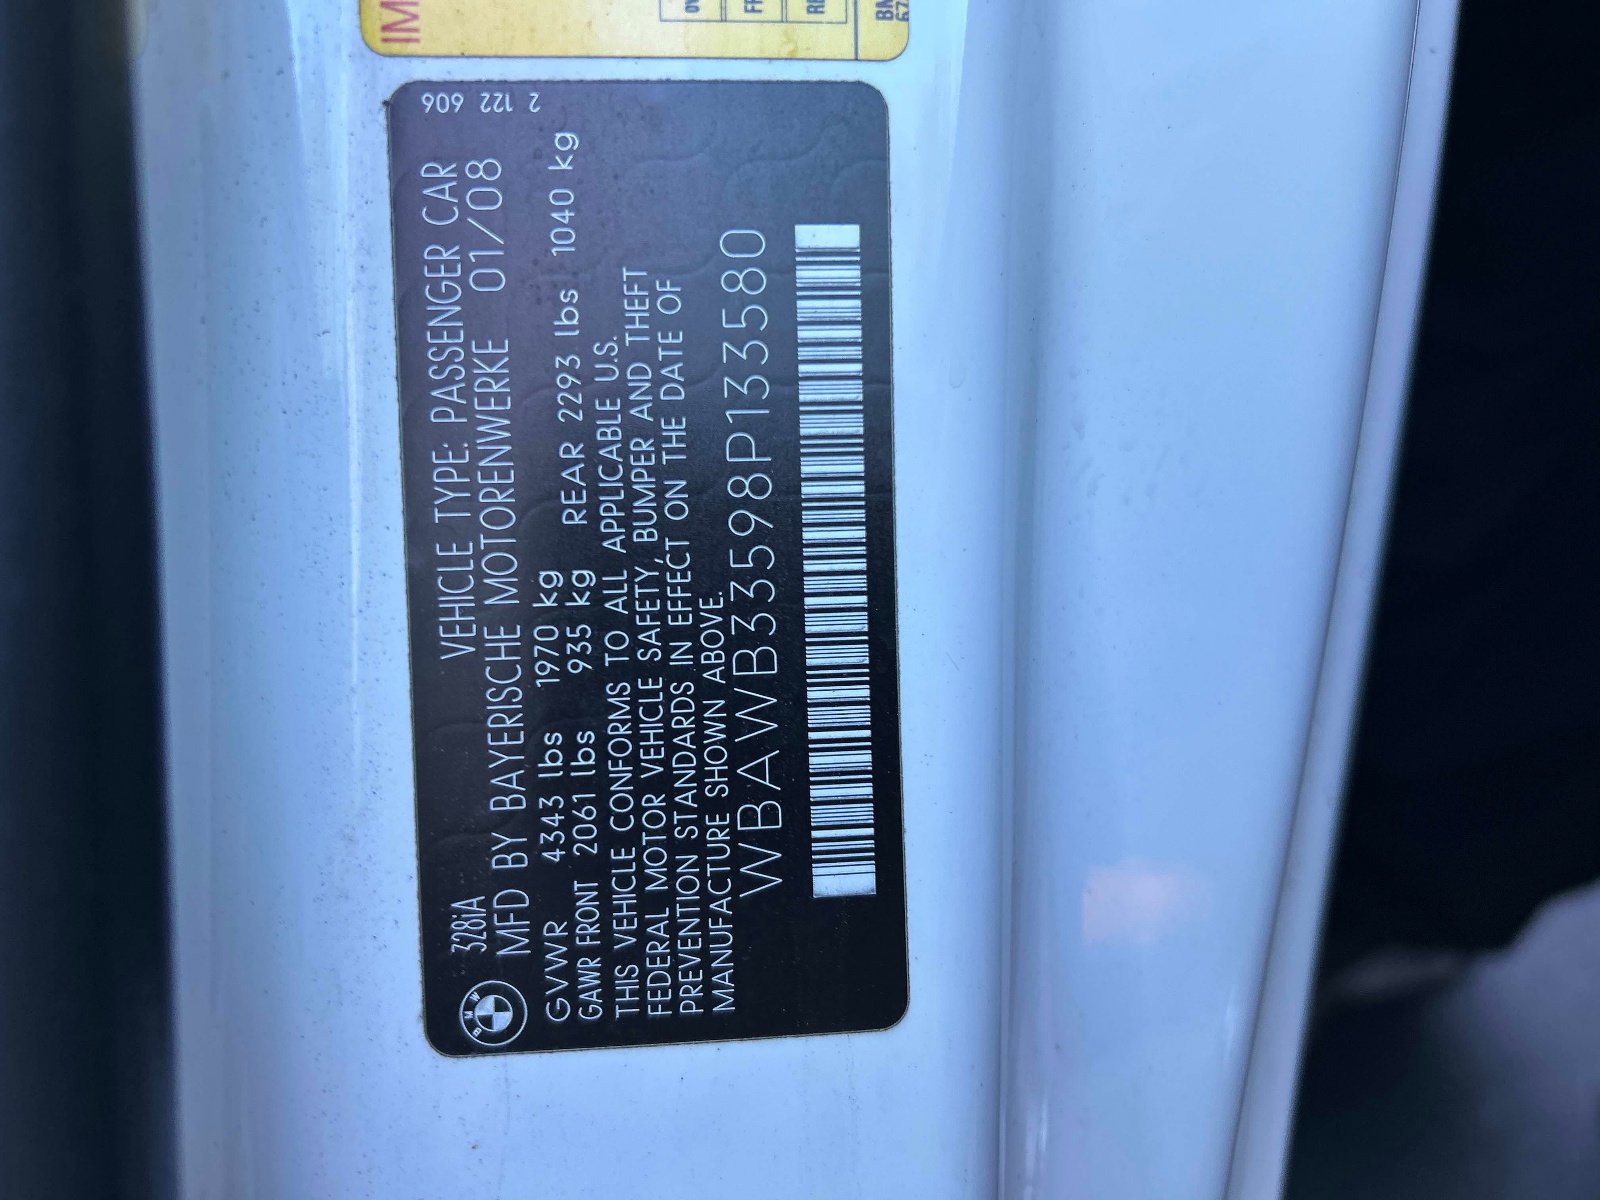 IM
328iA VEHICLE TYPE: PASSENGER CAR
2 122 606
MFD BY BAYERISCHE MOTORENWERKE 01/08
GVWR 4343 lbs 1970 kg
GAWR FRONT 2061 lbs 935 kg REAR 2293 lbs 1040 kg
THIS VEHICLE CONFORMS TO ALL APPLICABLE U.S.
FEDERAL MOTOR VEHICLE SAFETY, BUMPER AND THEFT
PREVENTION STANDARDS IN EFFECT ON THE DATE OF
MANUFACTURE SHOWN ABOVE.
WBAWB33598P133580
BMW